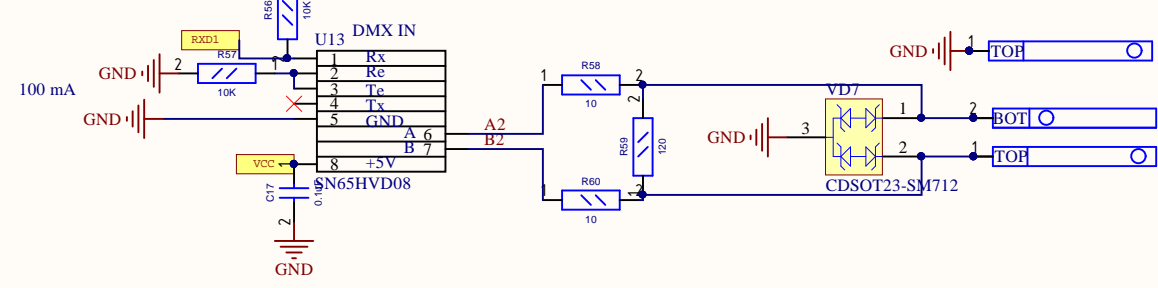 R56
10K
DMX IN
RXD1
U13
R57
2
1
10K
GND
100 mA
GND
1 Rx
2 Re
3 Te
4 Tx
5 GND
A 6
B 7
8 +5V
A2
B2
VCC
1
SN65HVD08
C17
2
GND
1
R58
2
10
2
R59
120
1
R60
2
10
GND
3
VD7
1
2
CDSOT23-SM712
GND
1
TOP
2
BOT
1
TOP